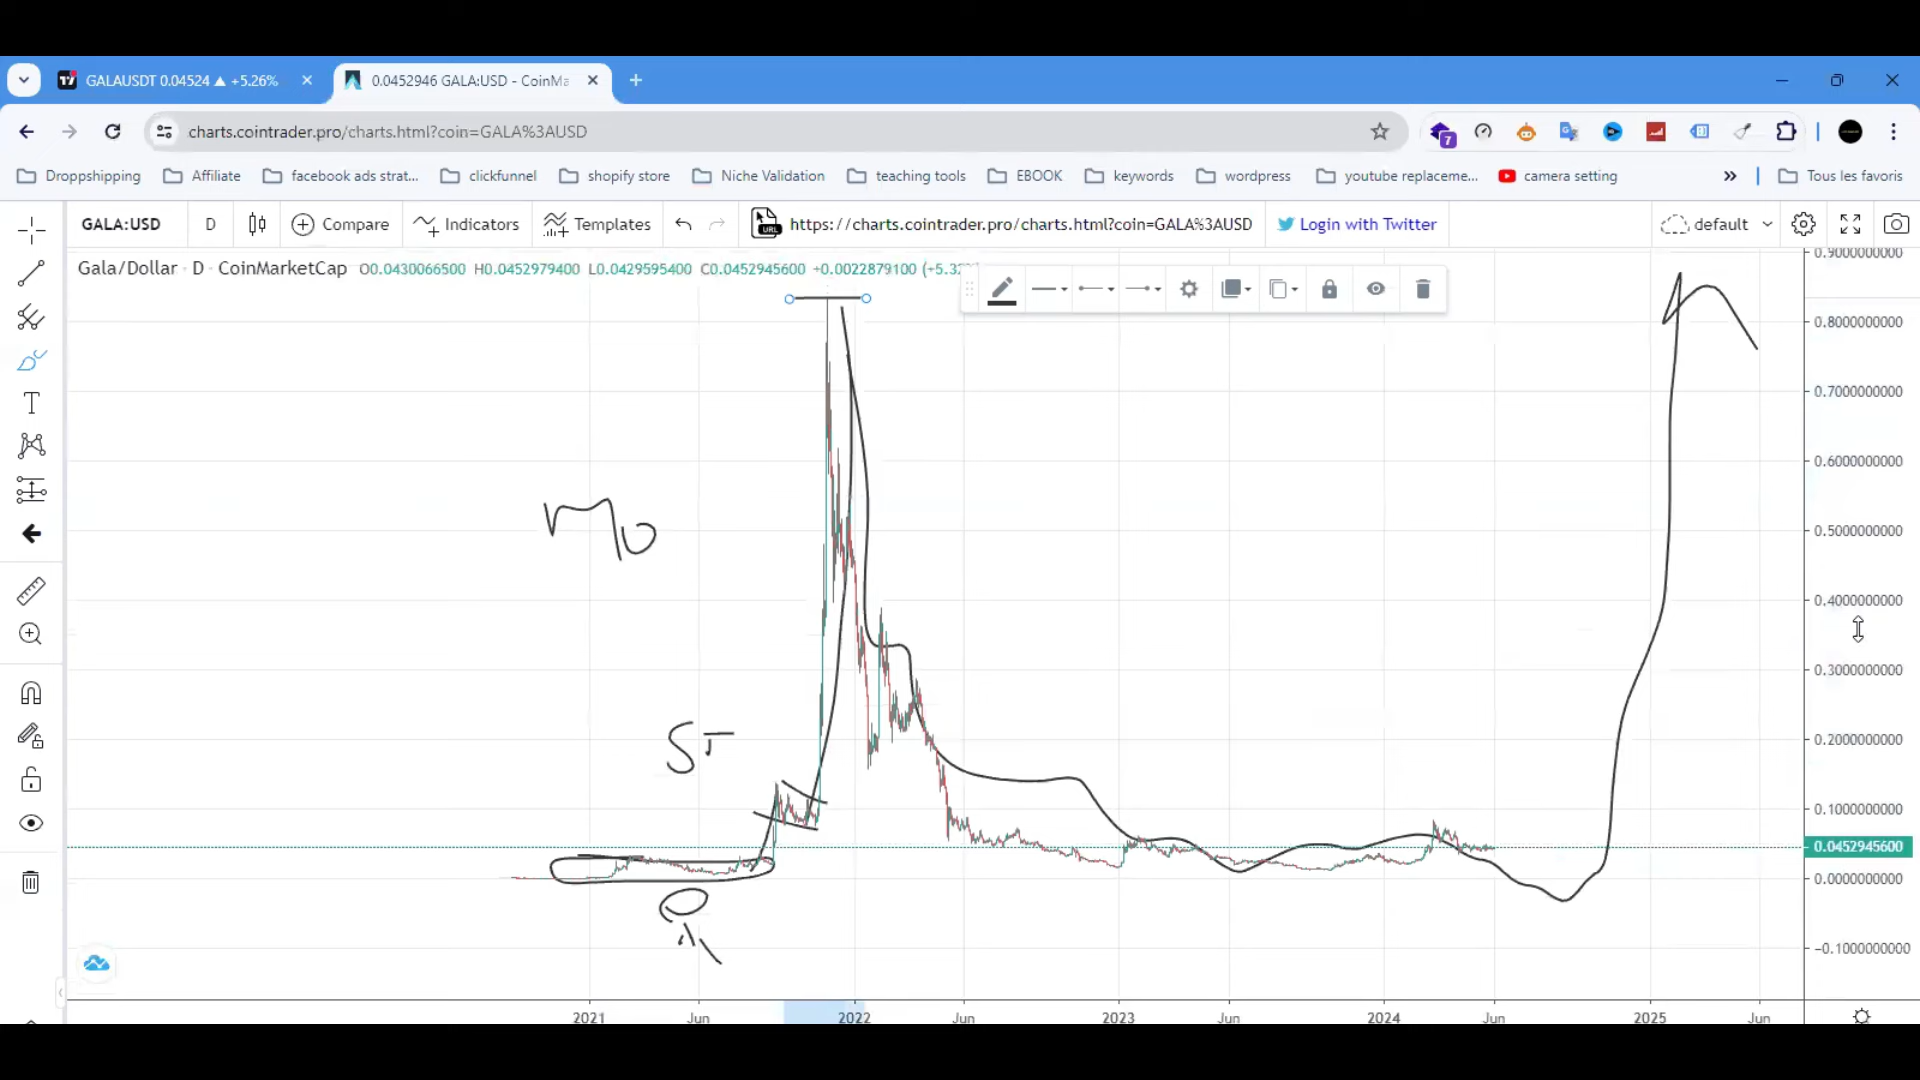 GALAUSDT 0.04524 ▲ +5.26%
0.0452946 GALA:USD - CoinMa
charts.cointrader.pro/charts.html?coin=GALA%3AUSD
7
Droppshipping Affiliate facebook ads strat... clickfunnel shopify store Niche Validation teaching tools EBOOK keywords wordpress youtube replaceme... camera setting » Tous les favoris
GALA:USD D Compare Indicators Templates URL https://charts.cointrader.pro/charts.html?coin=GALA%3AUSD Login with Twitter default
Gala/Dollar · D · CoinMarketCap O0.0430066500 H0.0452979400 L0.0429595400 C0.0452945600 +0.0022879100 (+5.32
0.9000000000
0.8000000000
0.7000000000
0.6000000000
0.5000000000
0.4000000000
0.3000000000
0.2000000000
0.1000000000
0.0452945600
0.0000000000
-0.1000000000
ST
2021 Jun 2022 Jun 2023 Jun 2024 Jun 2025 Jun